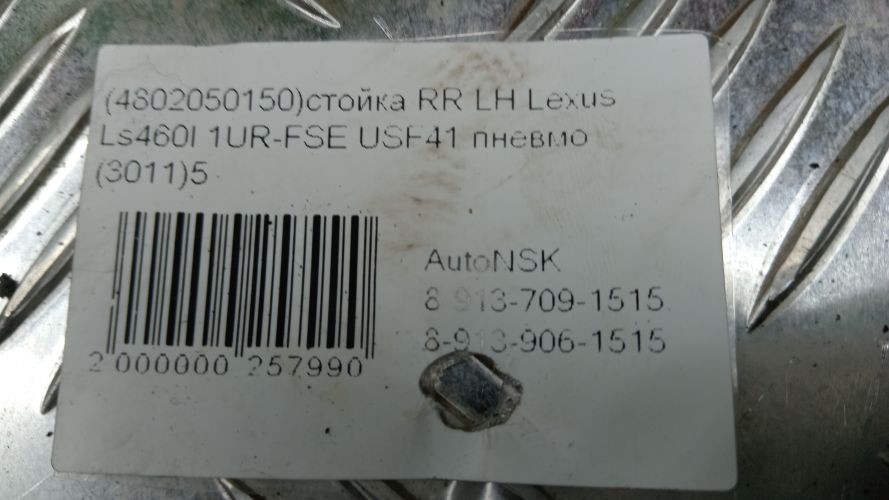 (4802050150)стойка RR LH Lexus
Ls460l 1UR-FSE USF41 пневмо
(3011)5
AutoNSK
8-913-709-1515
8-913-906-1515
2 000000 257990